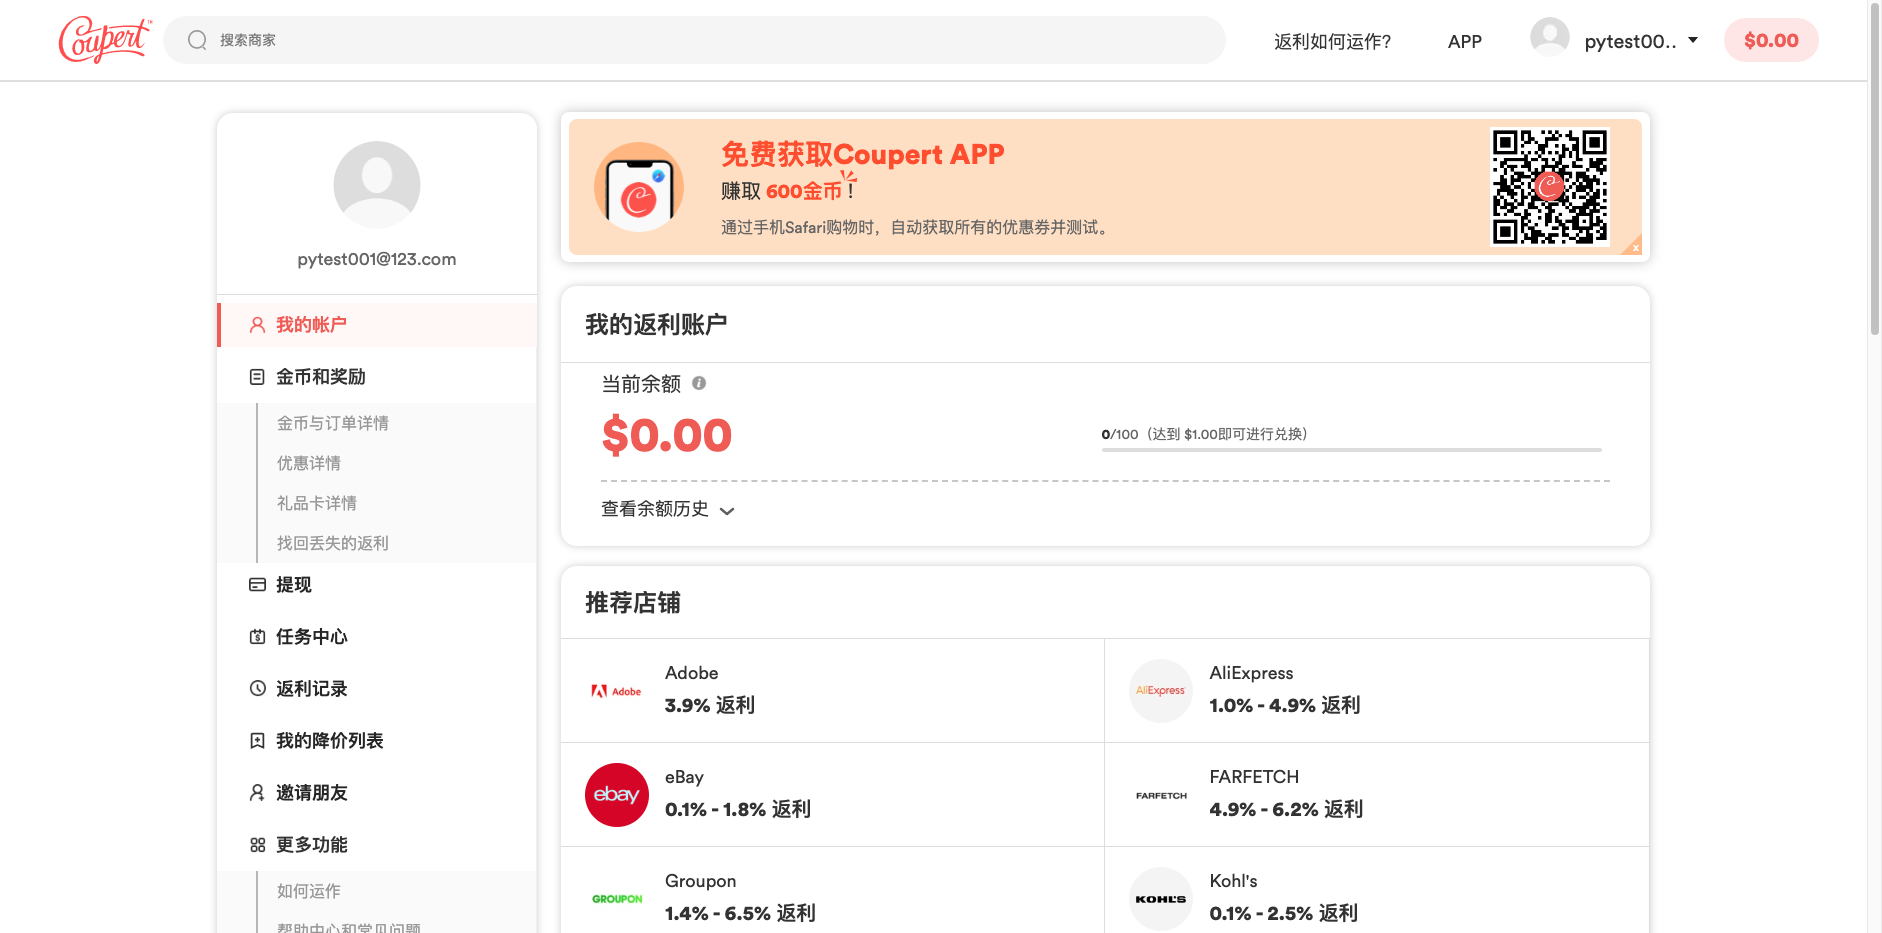 Coupert™
搜索商家
返利如何运作?
APP
pytest00..
$0.00
pytest001@123.com
我的帐户
金币和奖励
金币与订单详情
优惠详情
礼品卡详情
找回丢失的返利
提现
任务中心
返利记录
我的降价列表
邀请朋友
更多功能
如何运作
帮助中心和常见问题
免费获取Coupert APP
赚取 600金币！
通过手机Safari购物时，自动获取所有的优惠券并测试。
x
我的返利账户
当前余额
$0.00
0/100（达到 $1.00即可进行兑换）
查看余额历史
推荐店铺
Adobe
Adobe
3.9% 返利
AliExpress
AliExpress
1.0% - 4.9% 返利
ebay
eBay
0.1% - 1.8% 返利
FARFETCH
FARFETCH
4.9% - 6.2% 返利
GROUPON
Groupon
1.4% - 6.5% 返利
KOHL'S
Kohl's
0.1% - 2.5% 返利